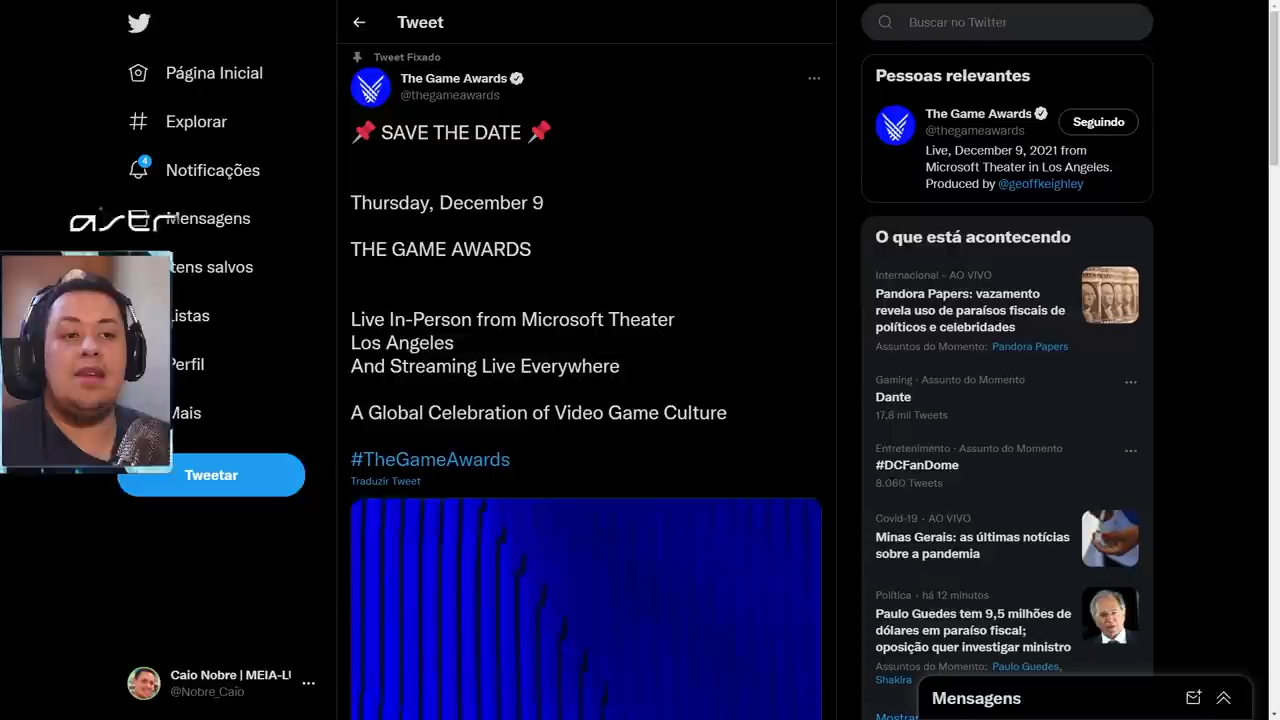 Página Inicial
Explorar
4
Notificações
Mensagens
aster
tens salvos
Listas
Perfil
Mais
Tweetar
Caio Nobre | MEIA-LU
@Nobre_Caio
Tweet
Tweet Fixado
The Game Awards
@thegameawards
SAVE THE DATE
Thursday, December 9
THE GAME AWARDS
Live In-Person from Microsoft Theater
Los Angeles
And Streaming Live Everywhere
A Global Celebration of Video Game Culture
#TheGameAwards
Traduzir Tweet
Buscar no Twitter
Pessoas relevantes
The Game Awards
@thegameawards
Seguindo
Live, December 9, 2021 from
Microsoft Theater in Los Angeles.
Produced by @geoffkeighley
O que está acontecendo
Internacional · AO VIVO
Pandora Papers: vazamento
revela uso de paraísos fiscais de
políticos e celebridades
Assuntos do Momento: Pandora Papers
Gaming · Assunto do Momento
Dante
17,8 mil Tweets
Entretenimento · Assunto do Momento
#DCFanDome
8.060 Tweets
Covid-19 · AO VIVO
Minas Gerais: as últimas notícias
sobre a pandemia
Política · há 12 minutos
Paulo Guedes tem 9,5 milhões de
dólares em paraíso fiscal;
oposição quer investigar ministro
Assuntos do Momento: Paulo Guedes,
Shakira
Mostrar
Mensagens